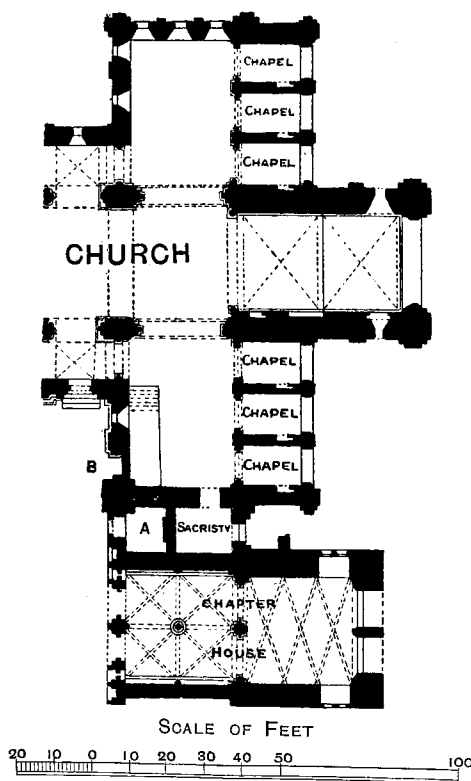 CHAPEL
CHAPEL
CHAPEL
CHURCH
CHAPEL
CHAPEL
CHAPEL
B
A SACRISTY
CHAPTER
HOUSE
SCALE OF FEET
20 10 0 10 20 30 40 50 100